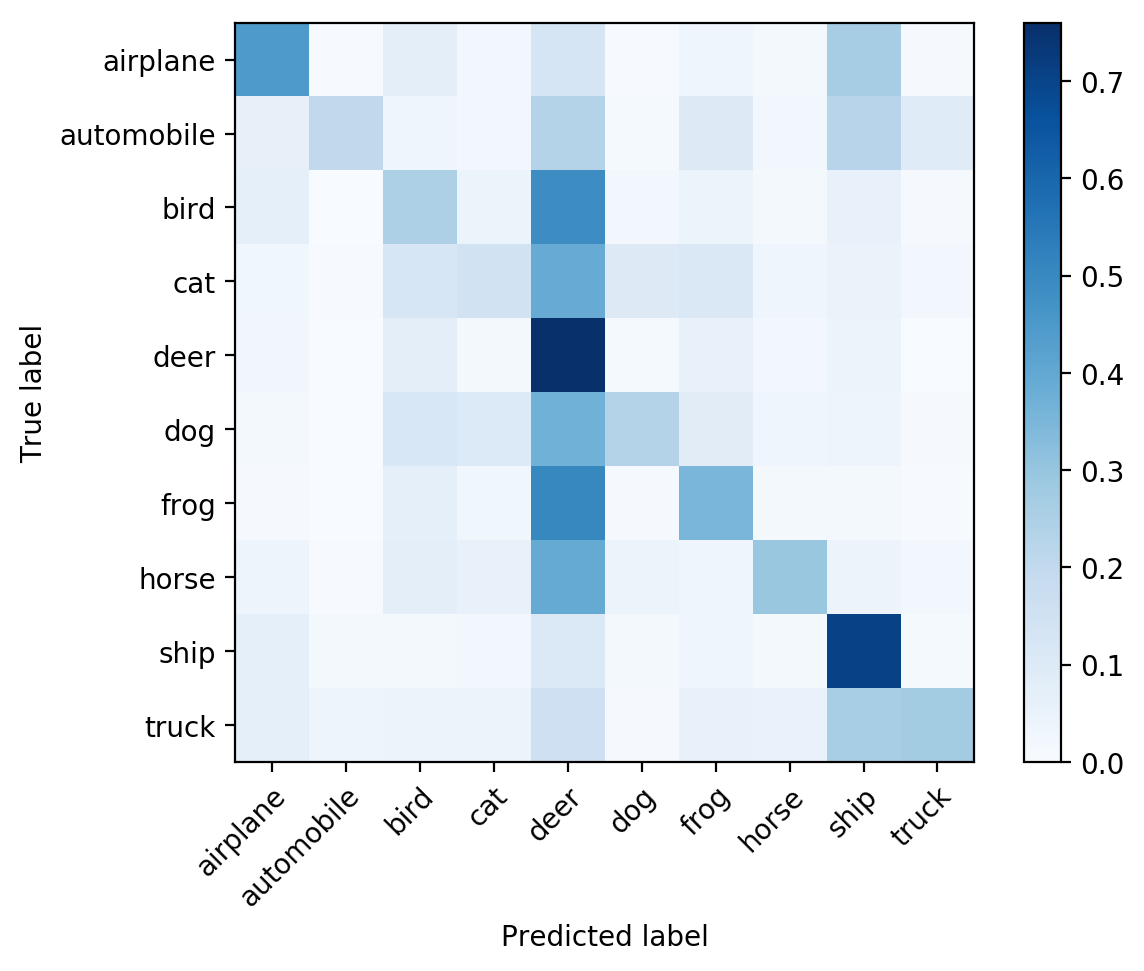 True label
airplane
automobile
bird
cat
deer
dog
frog
horse
ship
truck
airplane
automobile
bird
cat
deer
dog
frog
horse
ship
truck
Predicted label
0.7
0.6
0.5
0.4
0.3
0.2
0.1
0.0